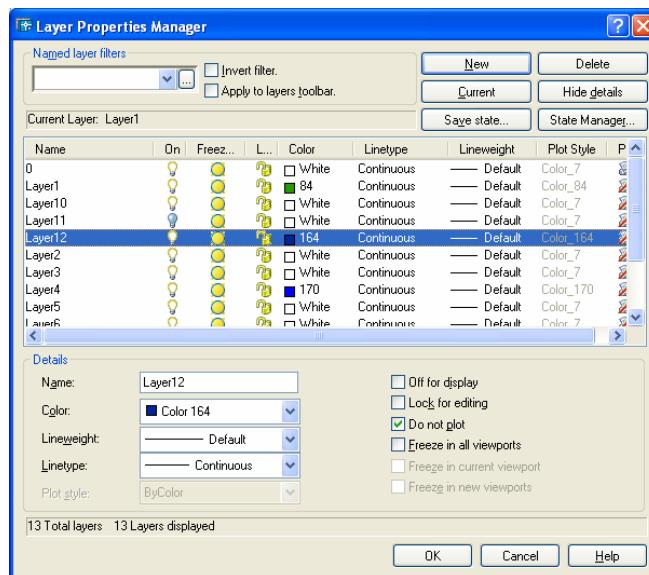 Layer Properties Manager
Named layer filters
...
Invert filter.
Apply to layers toolbar.
New
Delete
Current
Hide details
Current Layer: Layer1
Save state...
State Manager...
Name On Freez... L... Color Linetype Lineweight Plot Style P
0 White Continuous Default Color_7
Layer1 84 Continuous Default Color_84
Layer10 White Continuous Default Color_7
Layer11 White Continuous Default Color_7
Layer12 164 Continuous Default Color_164
Layer2 White Continuous Default Color_7
Layer3 White Continuous Default Color_7
Layer4 170 Continuous Default Color_170
Layer5 White Continuous Default Color_7
Layer6 White Continuous Default Color_7
Details
Name: Layer12
Color: Color 164
Lineweight: Default
Linetype: Continuous
Plot style: ByColor
Off for display
Lock for editing
Do not plot
Freeze in all viewports
Freeze in current viewport
Freeze in new viewports
13 Total layers 13 Layers displayed
OK
Cancel
Help